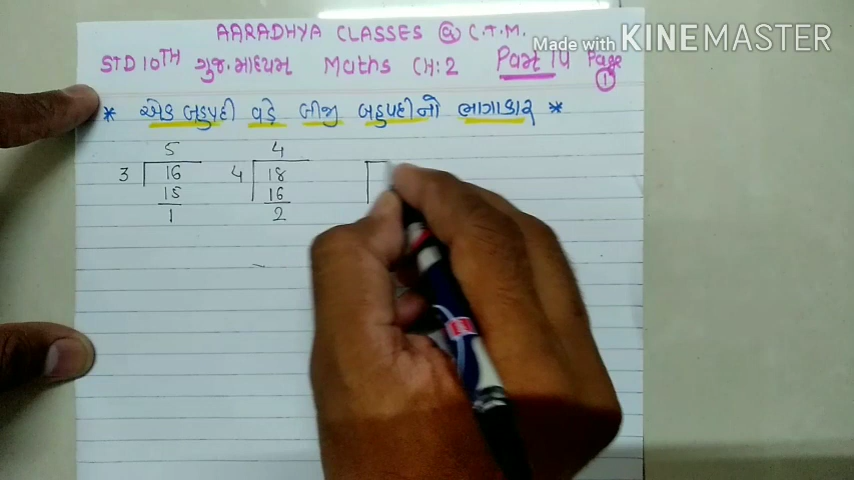 AARADHYA CLASSES @ C.T.M.
Made with KINEMASTER
STD 10TH ગુજ.માધ્યમ Maths CH:2 Part 14 Page 1
* એક બહુપદી વડે બીજી બહુપદીનો ભાગાકાર *
5 4
3 16 4 18
15 16
1 2